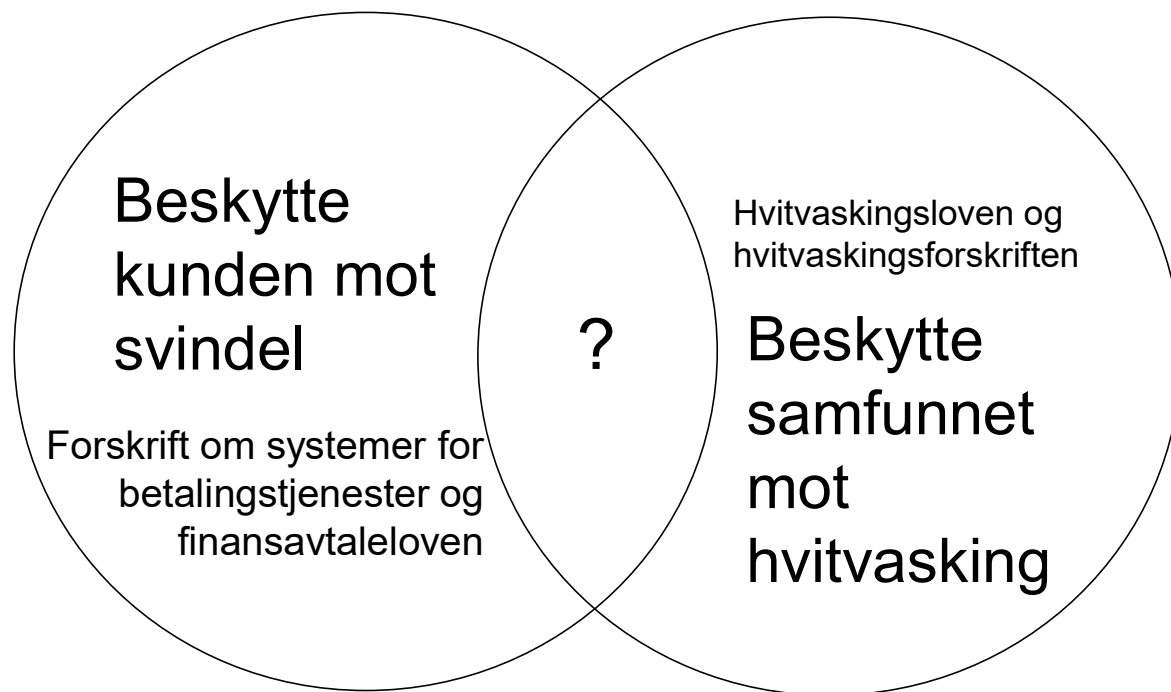 Beskytte
kunden mot
svindel
Forskrift om systemer for
betalingstjenester og
finansavtaleloven
?
Hvitvaskingsloven og
hvitvaskingsforskriften
Beskytte
samfunnet
mot
hvitvasking